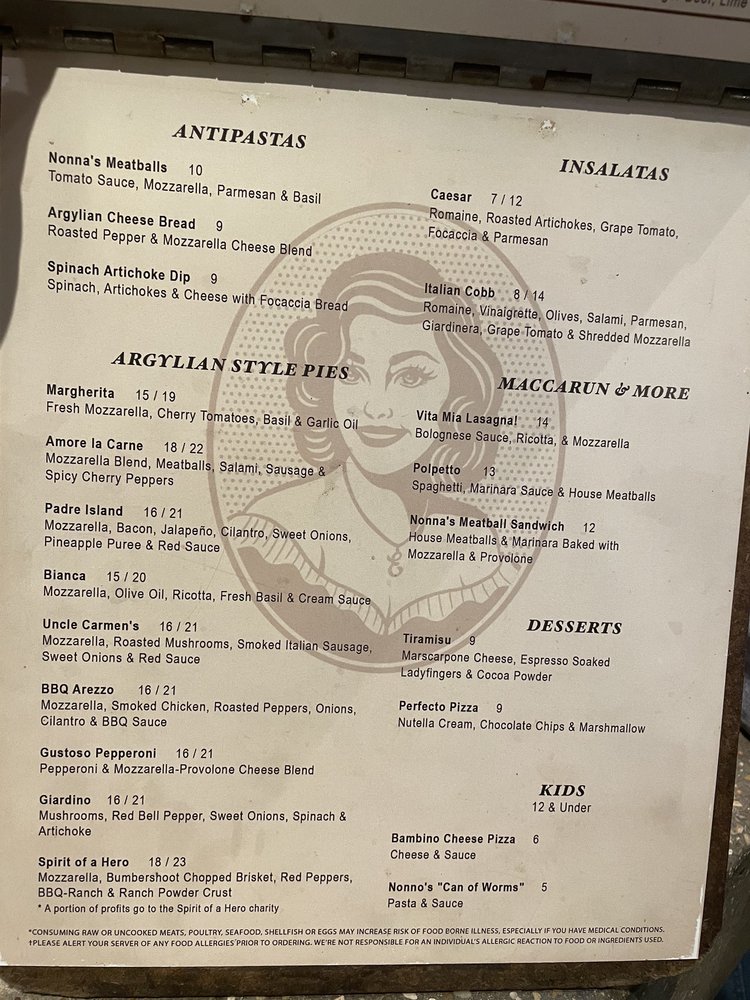 Beer, Lime
ANTIPASTAS
Nonna's Meatballs 10
Tomato Sauce, Mozzarella, Parmesan & Basil
Argylian Cheese Bread 9
Roasted Pepper & Mozzarella Cheese Blend
Spinach Artichoke Dip 9
Spinach, Artichokes & Cheese with Focaccia Bread
ARGYLIAN STYLE PIES
Margherita 15 / 19
Fresh Mozzarella, Cherry Tomatoes, Basil & Garlic Oil
Amore la Carne 18 / 22
Mozzarella Blend, Meatballs, Salami, Sausage &
Spicy Cherry Peppers
Padre Island 16 / 21
Mozzarella, Bacon, Jalapeño, Cilantro, Sweet Onions,
Pineapple Puree & Red Sauce
Bianca 15 / 20
Mozzarella, Olive Oil, Ricotta, Fresh Basil & Cream Sauce
Uncle Carmen's 16 / 21
Mozzarella, Roasted Mushrooms, Smoked Italian Sausage,
Sweet Onions & Red Sauce
BBQ Arezzo 16 / 21
Mozzarella, Smoked Chicken, Roasted Peppers, Onions,
Cilantro & BBQ Sauce
Gustoso Pepperoni 16 / 21
Pepperoni & Mozzarella-Provolone Cheese Blend
Giardino 16 / 21
Mushrooms, Red Bell Pepper, Sweet Onions, Spinach &
Artichoke
Spirit of a Hero 18 / 23
Mozzarella, Bumbershoot Chopped Brisket, Red Peppers,
BBQ-Ranch & Ranch Powder Crust
* A portion of profits go to the Spirit of a Hero charity
INSALATAS
Caesar 7 / 12
Romaine, Roasted Artichokes, Grape Tomato,
Focaccia & Parmesan
Italian Cobb 8 / 14
Romaine, Vinaigrette, Olives, Salami, Parmesan,
Giardinera, Grape Tomato & Shredded Mozzarella
MACCARUN & MORE
Vita Mia Lasagna! 14
Bolognese Sauce, Ricotta, & Mozzarella
Polpetto 13
Spaghetti, Marinara Sauce & House Meatballs
Nonna's Meatball Sandwich 12
House Meatballs & Marinara Baked with
Mozzarella & Provolone
DESSERTS
Tiramisu 9
Marscarpone Cheese, Espresso Soaked
Ladyfingers & Cocoa Powder
Perfecto Pizza 9
Nutella Cream, Chocolate Chips & Marshmallow
KIDS
12 & Under
Bambino Cheese Pizza 6
Cheese & Sauce
Nonno's "Can of Worms" 5
Pasta & Sauce
*CONSUMING RAW OR UNCOOKED MEATS, POULTRY, SEAFOOD, SHELLFISH OR EGGS MAY INCREASE RISK OF FOOD BORNE ILLNESS, ESPECIALLY IF YOU HAVE MEDICAL CONDITIONS.
†PLEASE ALERT YOUR SERVER OF ANY FOOD ALLERGIES PRIOR TO ORDERING. WE'RE NOT RESPONSIBLE FOR AN INDIVIDUAL'S ALLERGIC REACTION TO FOOD OR INGREDIENTS USED.